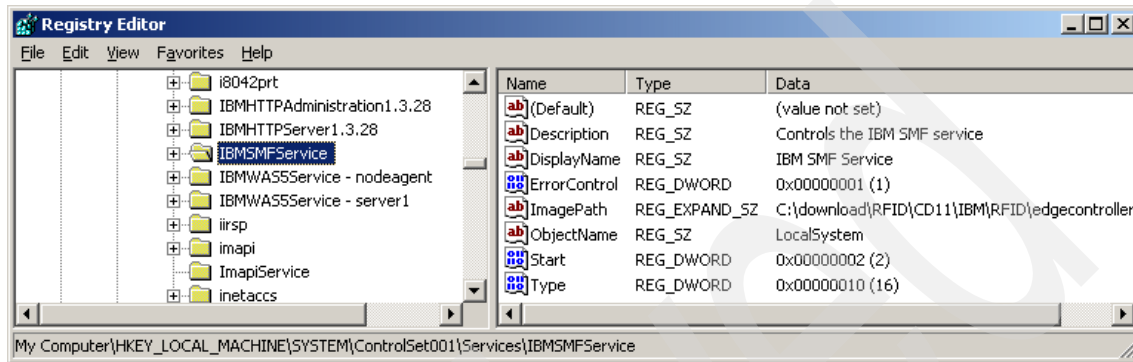 Registry Editor
File Edit View Favorites Help
i8042prt
IBMHTTPAdministration1.3.28
IBMHTTPServer1.3.28
IBMSMFService
IBMWAS5Service - nodeagent
IBMWAS5Service - server1
iirsp
imapi
ImapiService
inetaccs
Name Type Data
(Default) REG_SZ (value not set)
Description REG_SZ Controls the IBM SMF service
DisplayName REG_SZ IBM SMF Service
ErrorControl REG_DWORD 0x00000001 (1)
ImagePath REG_EXPAND_SZ C:\download\RFID\CD11\IBM\RFID\edgecontroller
ObjectName REG_SZ LocalSystem
Start REG_DWORD 0x00000002 (2)
Type REG_DWORD 0x00000010 (16)
My Computer\HKEY_LOCAL_MACHINE\SYSTEM\ControlSet001\Services\IBMSMFService